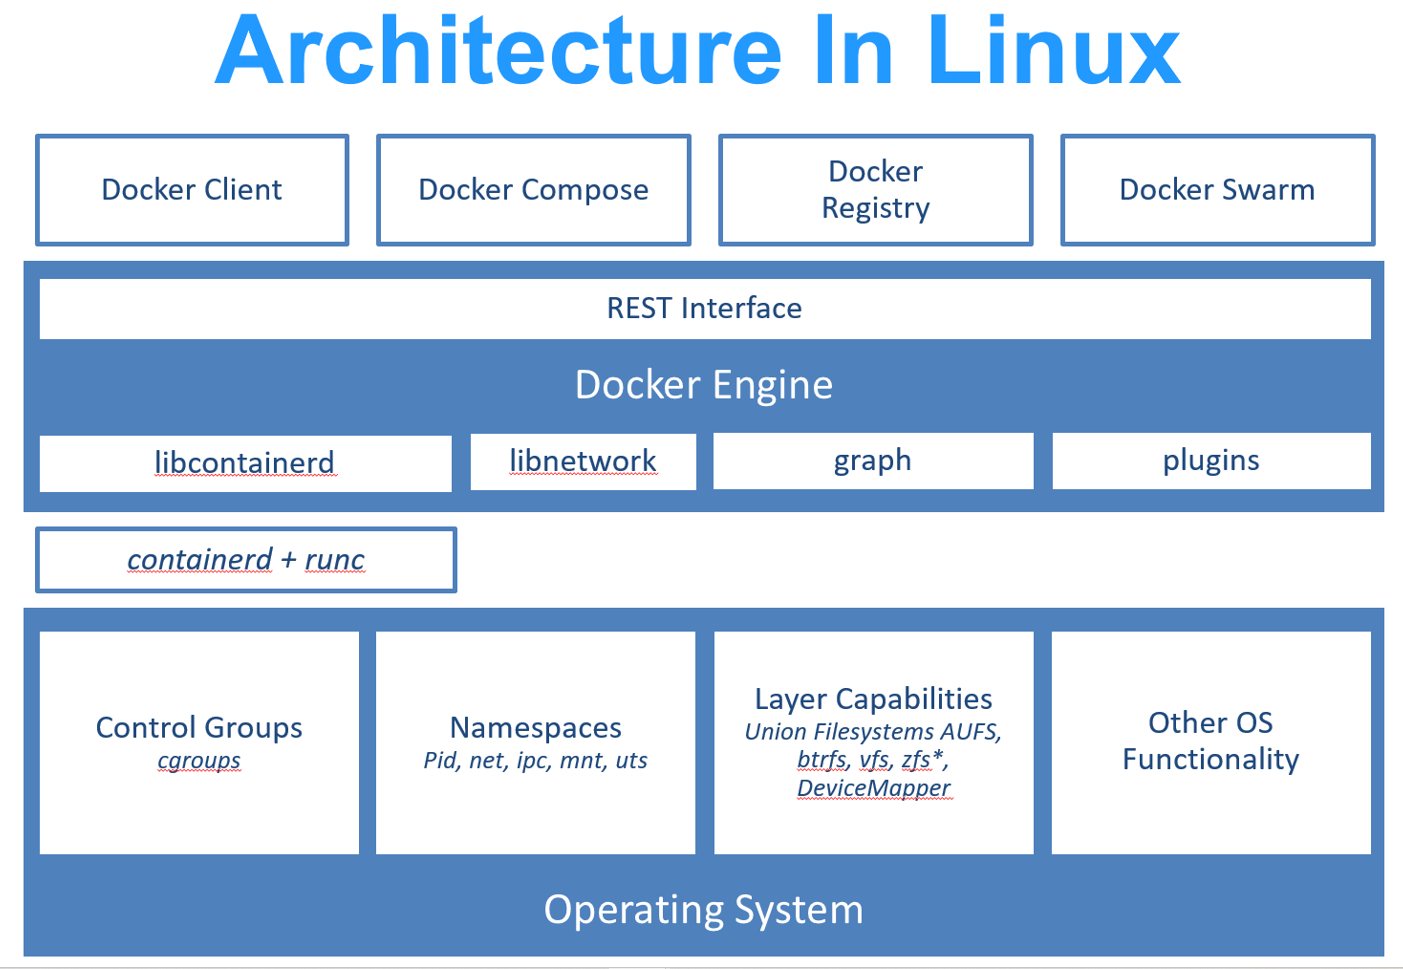 Architecture In Linux
Docker Client
Docker Compose
Docker
Registry
Docker Swarm
REST Interface
Docker Engine
libcontainerd
libnetwork
graph
plugins
containerd + runc
Control Groups
cgroups
Namespaces
Pid, net, ipc, mnt, uts
Layer Capabilities
Union Filesystems AUFS,
btrfs, vfs, zfs*,
DeviceMapper
Other OS
Functionality
Operating System